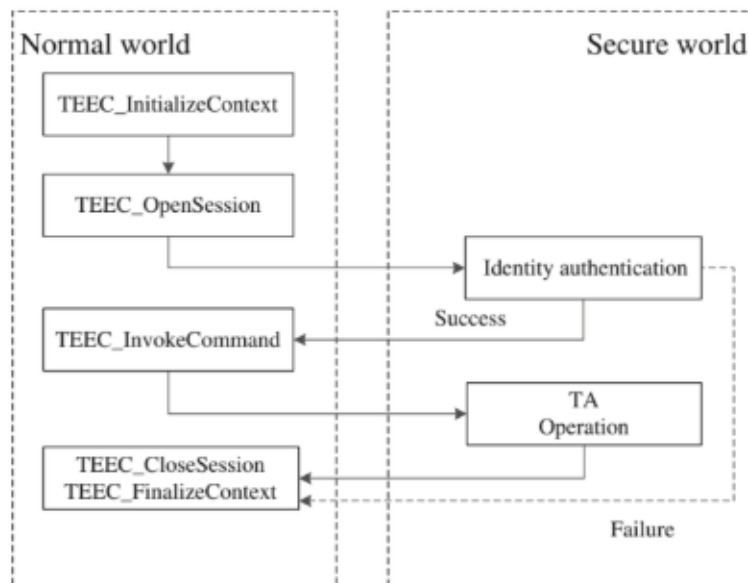 Normal world
Secure world
TEEC_InitializeContext
TEEC_OpenSession
Identity authentication
Success
TEEC_InvokeCommand
TA
Operation
TEEC_CloseSession
TEEC_FinalizeContext
Failure